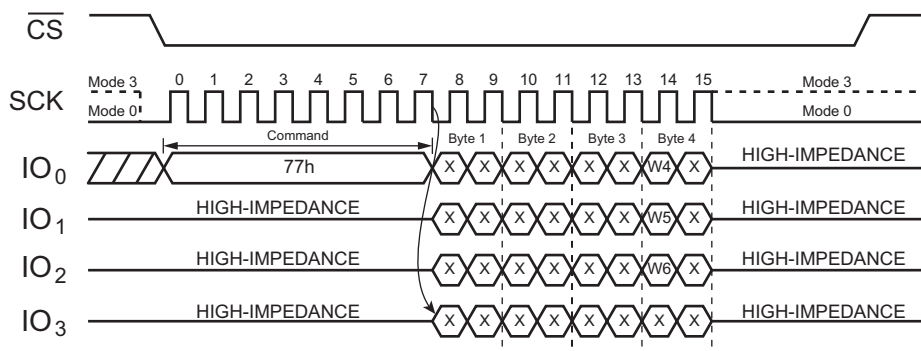 CS
Mode 3 0 1 2 3 4 5 6 7 8 9 10 11 12 13 14 15 Mode 3
SCK
Mode 0 Mode 0
Command Byte 1 Byte 2 Byte 3 Byte 4
IO0 77h X X X X X X W4 X HIGH-IMPEDANCE
IO1 HIGH-IMPEDANCE X X X X X X W5 X HIGH-IMPEDANCE
IO2 HIGH-IMPEDANCE X X X X X X W6 X HIGH-IMPEDANCE
IO3 HIGH-IMPEDANCE X X X X X X X X HIGH-IMPEDANCE